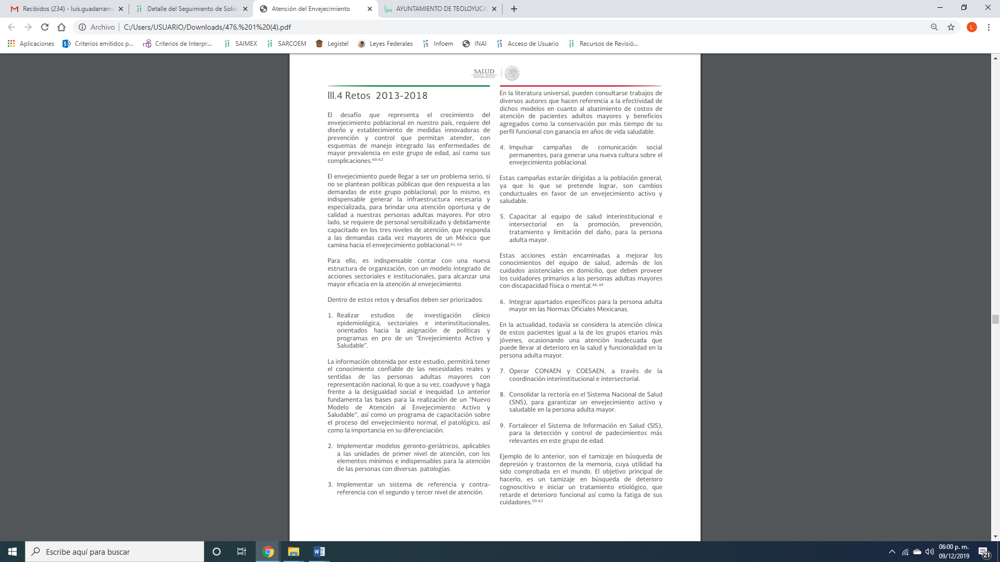 Recibidos (234) - luis.guadarrama
Detalle del Seguimiento de Solici
Atención del Envejecimiento
ipo
AYUNTAMIENTO DE TEOLOYUCA
Archivo
C:/Users/USUARIO/Downloads/476.%201%20(4).pdf
L
Aplicaciones
Criterios emitidos p...
Criterios de Interpr...
SAIMEX
SARCOEM
Legistel
Leyes Federales
Infoem
INAI
Acceso de Usuario
Recursos de Revisió...
SALUD
SECRETARÍA DE SALUD
III.4 Retos 2013-2018
El desafío que representa el crecimiento del
envejecimiento poblacional en nuestro país, requiere del
diseño y establecimiento de medidas innovadoras de
prevención y control que permitan atender, con
esquemas de manejo integrado las enfermedades de
mayor prevalencia en este grupo de edad, así como sus
complicaciones.60-62
El envejecimiento puede llegar a ser un problema serio, si
no se plantean políticas públicas que den respuesta a las
demandas de este grupo poblacional; por lo mismo, es
indispensable generar la infraestructura necesaria y
especializada, para brindar una atención oportuna y de
calidad a nuestras personas adultas mayores. Por otro
lado, se requiere de personal sensibilizado y debidamente
capacitado en los tres niveles de atención, que responda
a las demandas cada vez mayores de un México que
camina hacia el envejecimiento poblacional.61, 62
Para ello, es indispensable contar con una nueva
estructura de organización, con un modelo integrado de
acciones sectoriales e institucionales, para alcanzar una
mayor eficacia en la atención al envejecimiento.
Dentro de estos retos y desafíos deben ser priorizados:
1. Realizar estudios de investigación clínico
epidemiológica, sectoriales e interinstitucionales,
orientados hacia la asignación de políticas y
programas en pro de un "Envejecimiento Activo y
Saludable".
La información obtenida por este estudio, permitirá tener
el conocimiento confiable de las necesidades reales y
sentidas de las personas adultas mayores con
representación nacional, lo que a su vez, coadyuve y haga
frente a la desigualdad social e inequidad. Lo anterior
fundamenta las bases para la realización de un "Nuevo
Modelo de Atención al Envejecimiento Activo y
Saludable", así como un programa de capacitación sobre
el proceso del envejecimiento normal, el patológico, así
como la importancia en su diferenciación.
2. Implementar modelos geronto-geriátricos, aplicables
a las unidades de primer nivel de atención, con los
elementos mínimos e indispensables para la atención
de las personas con diversas patologías.
3. Implementar un sistema de referencia y contra-
referencia con el segundo y tercer nivel de atención.
En la literatura universal, pueden consultarse trabajos de
diversos autores que hacen referencia a la efectividad de
dichos modelos en cuanto al abatimiento de costos de
atención de pacientes adultos mayores y beneficios
agregados como la conservación por más tiempo de su
perfil funcional con ganancia en años de vida saludable.
4. Impulsar campañas de comunicación social
permanentes, para generar una nueva cultura sobre el
envejecimiento poblacional.
Estas campañas estarán dirigidas a la población general,
ya que lo que se pretende lograr, son cambios
conductuales en favor de un envejecimiento activo y
saludable.
5. Capacitar al equipo de salud interinstitucional e
intersectorial en la promoción, prevención,
tratamiento y limitación del daño, para la persona
adulta mayor.
Estas acciones están encaminadas a mejorar los
conocimientos del equipo de salud, además de los
cuidados asistenciales en domicilio, que deben proveer
los cuidadores primarios a las personas adultas mayores
con discapacidad física o mental.48, 49
6. Integrar apartados específicos para la persona adulta
mayor en las Normas Oficiales Mexicanas.
En la actualidad, todavía se considera la atención clínica
de estos pacientes igual a la de los grupos etarios más
jóvenes, ocasionando una atención inadecuada que
puede llevar al deterioro en la salud y funcionalidad en la
persona adulta mayor.
7. Operar CONAEN y COESAEN, a través de la
coordinación interinstitucional e intersectorial.
8. Consolidar la rectoría en el Sistema Nacional de Salud
(SNS), para garantizar un envejecimiento activo y
saludable en la persona adulta mayor.
9. Fortalecer el Sistema de Información en Salud (SIS),
para la detección y control de padecimientos más
relevantes en este grupo de edad.
Ejemplo de lo anterior, son el tamizaje en búsqueda de
depresión y trastornos de la memoria, cuya utilidad ha
sido comprobada en el mundo. El objetivo principal de
hacerlo, es un tamizaje en búsqueda de deterioro
cognoscitivo e iniciar un tratamiento etiológico, que
retarde el deterioro funcional así como la fatiga de sus
cuidadores.50-62
Escribe aquí para buscar
06:00 p. m.
09/12/2019
21